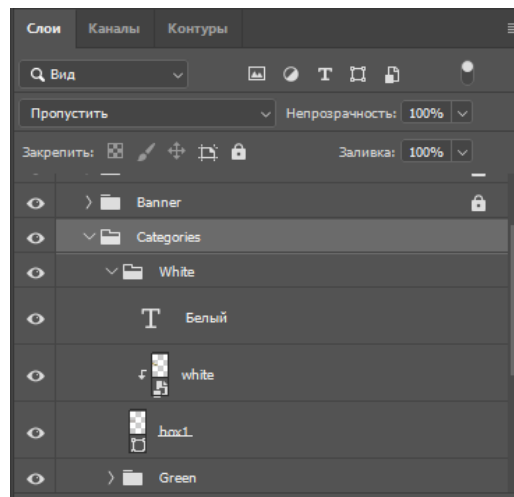 Слои Каналы Контуры
Вид
Пропустить Непрозрачность: 100%
Закрепить: Заливка: 100%
Banner
Categories
White
Белый
white
box1
Green